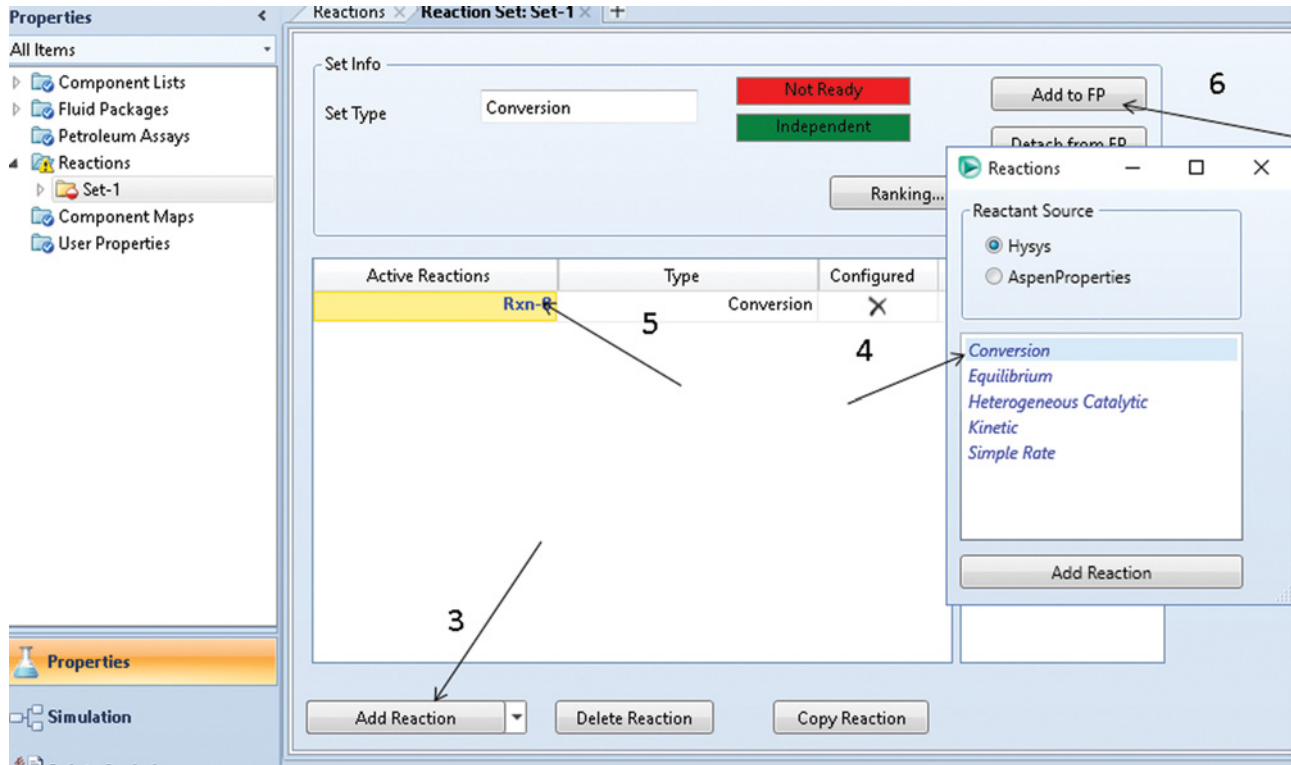 Properties
All Items
Component Lists
Fluid Packages
Petroleum Assays
Reactions
Set-1
Component Maps
User Properties
Properties
Simulation
Reactions
Reaction Set: Set-1
Set Info
Set Type
Conversion
Not Ready
Independent
Add to FP
Detach from FP
Ranking...
6
Active Reactions Type Configured
Rxn- Conversion
5
4
3
Add Reaction
Delete Reaction
Copy Reaction
Reactions
Reactant Source
Hysys
AspenProperties
Conversion
Equilibrium
Heterogeneous Catalytic
Kinetic
Simple Rate
Add Reaction